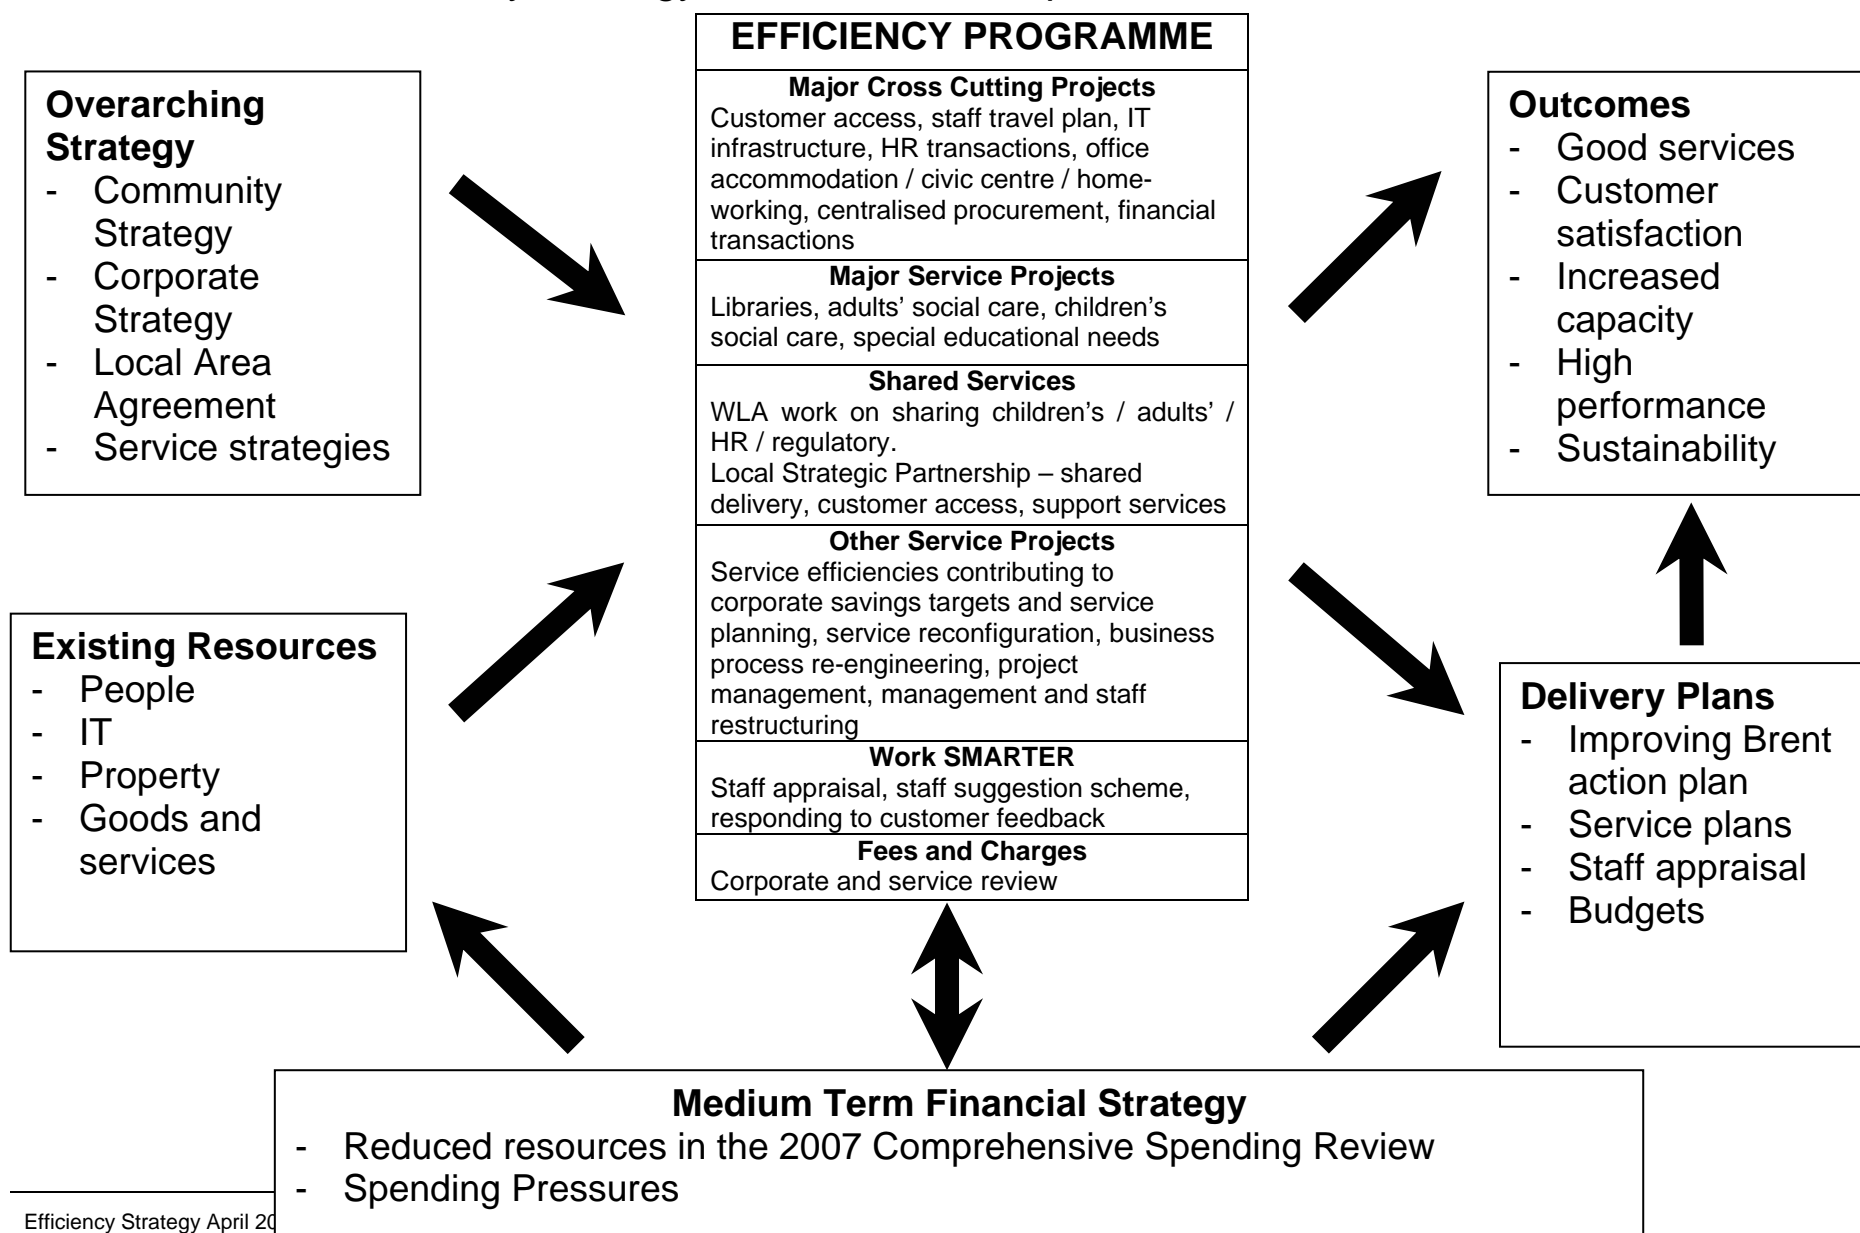 EFFICIENCY PROGRAMME
Major Cross Cutting Projects
Customer access, staff travel plan, IT
infrastructure, HR transactions, office
accommodation / civic centre / home-
working, centralised procurement, financial
transactions
Major Service Projects
Libraries, adults’ social care, children’s
social care, special educational needs
Shared Services
WLA work on sharing children’s / adults’ /
HR / regulatory.
Local Strategic Partnership – shared
delivery, customer access, support services
Other Service Projects
Service efficiencies contributing to
corporate savings targets and service
planning, service reconfiguration, business
process re-engineering, project
management, management and staff
restructuring
Work SMARTER
Staff appraisal, staff suggestion scheme,
responding to customer feedback
Fees and Charges
Corporate and service review
Overarching
Strategy
- Community
Strategy
- Corporate
Strategy
- Local Area
Agreement
- Service strategies
Existing Resources
- People
- IT
- Property
- Goods and
services
Outcomes
- Good services
- Customer
satisfaction
- Increased
capacity
- High
performance
- Sustainability
Delivery Plans
- Improving Brent
action plan
- Service plans
- Staff appraisal
- Budgets
Medium Term Financial Strategy
- Reduced resources in the 2007 Comprehensive Spending Review
- Spending Pressures
Efficiency Strategy April 20